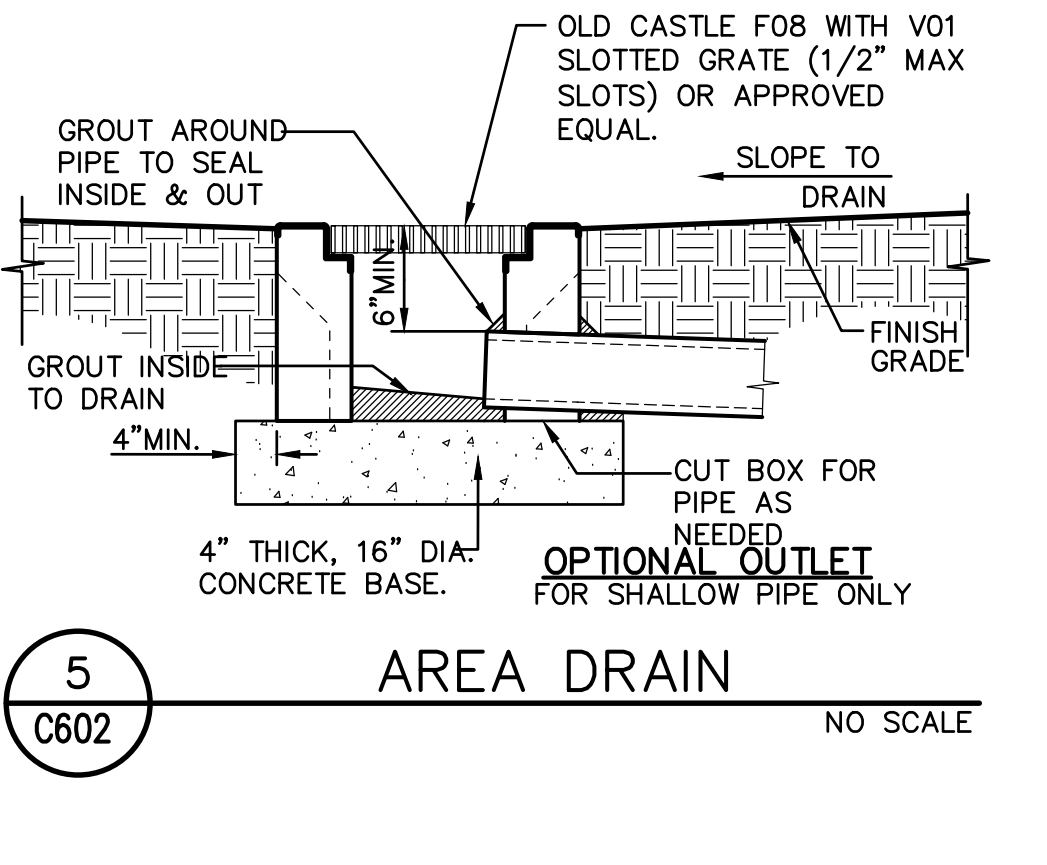 OLD CASTLE F08 WITH V01
SLOTTED GRATE (1/2" MAX
SLOTS) OR APPROVED
EQUAL.
GROUT AROUND
PIPE TO SEAL
INSIDE & OUT
SLOPE TO
DRAIN
6"MIN.
FINISH
GRADE
GROUT INSIDE
TO DRAIN
4"MIN.
CUT BOX FOR
PIPE AS
NEEDED
4" THICK, 16" DIA.
CONCRETE BASE.
OPTIONAL OUTLET
FOR SHALLOW PIPE ONLY
5
C602
AREA DRAIN
NO SCALE